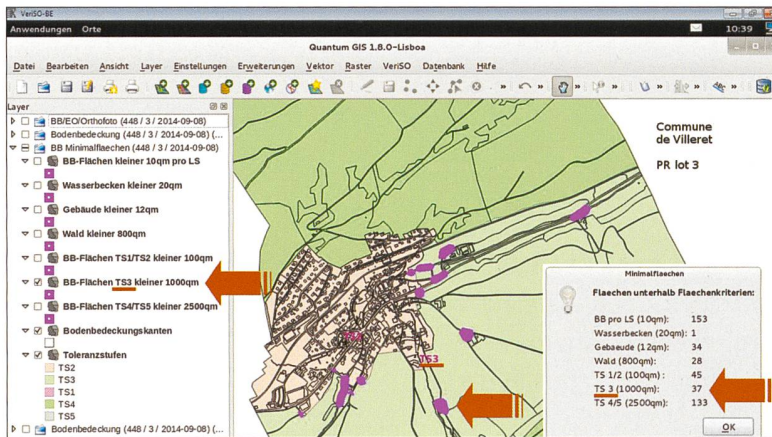 VeriSO-BE
Anwendungen Orte
10:39
Quantum GIS 1.8.0-Lisboa
Datei Bearbeiten Ansicht Layer Einstellungen Erweiterungen Vektor Raster VeriSO Datenbank Hilfe
Layer
BB/EO/Orthofoto (448 / 3 / 2014-09-08)
Bodenbedeckung (448 / 3 / 2014-09-08) (...
BB Minimalflaechen (448 / 3 / 2014-09-08)
BB-Flächen kleiner 10qm pro LS
Wasserbecken kleiner 20qm
Gebäude kleiner 12qm
Wald kleiner 800qm
BB-Flächen TS1/TS2 kleiner 100qm
BB-Flächen TS3 kleiner 1000qm
BB-Flächen TS4/TS5 kleiner 2500qm
Bodenbedeckungskanten
Toleranzstufen
TS2
TS3
TS1
TS4
TS5
Bodenbedeckung (448 / 3 / 2014-09-08) (...
Commune
de Villeret
PR lot 3
TS3
Minimalflaechen
Flaechen unterhalb Flaechenkriterien:
BB pro LS (10qm): 153
Wasserbecken (20qm): 1
Gebaeude (12qm): 34
Wald (800qm): 28
TS 1/2 (100qm) : 45
TS 3 (1000qm): 37
TS 4/5 (2500qm): 133
OK